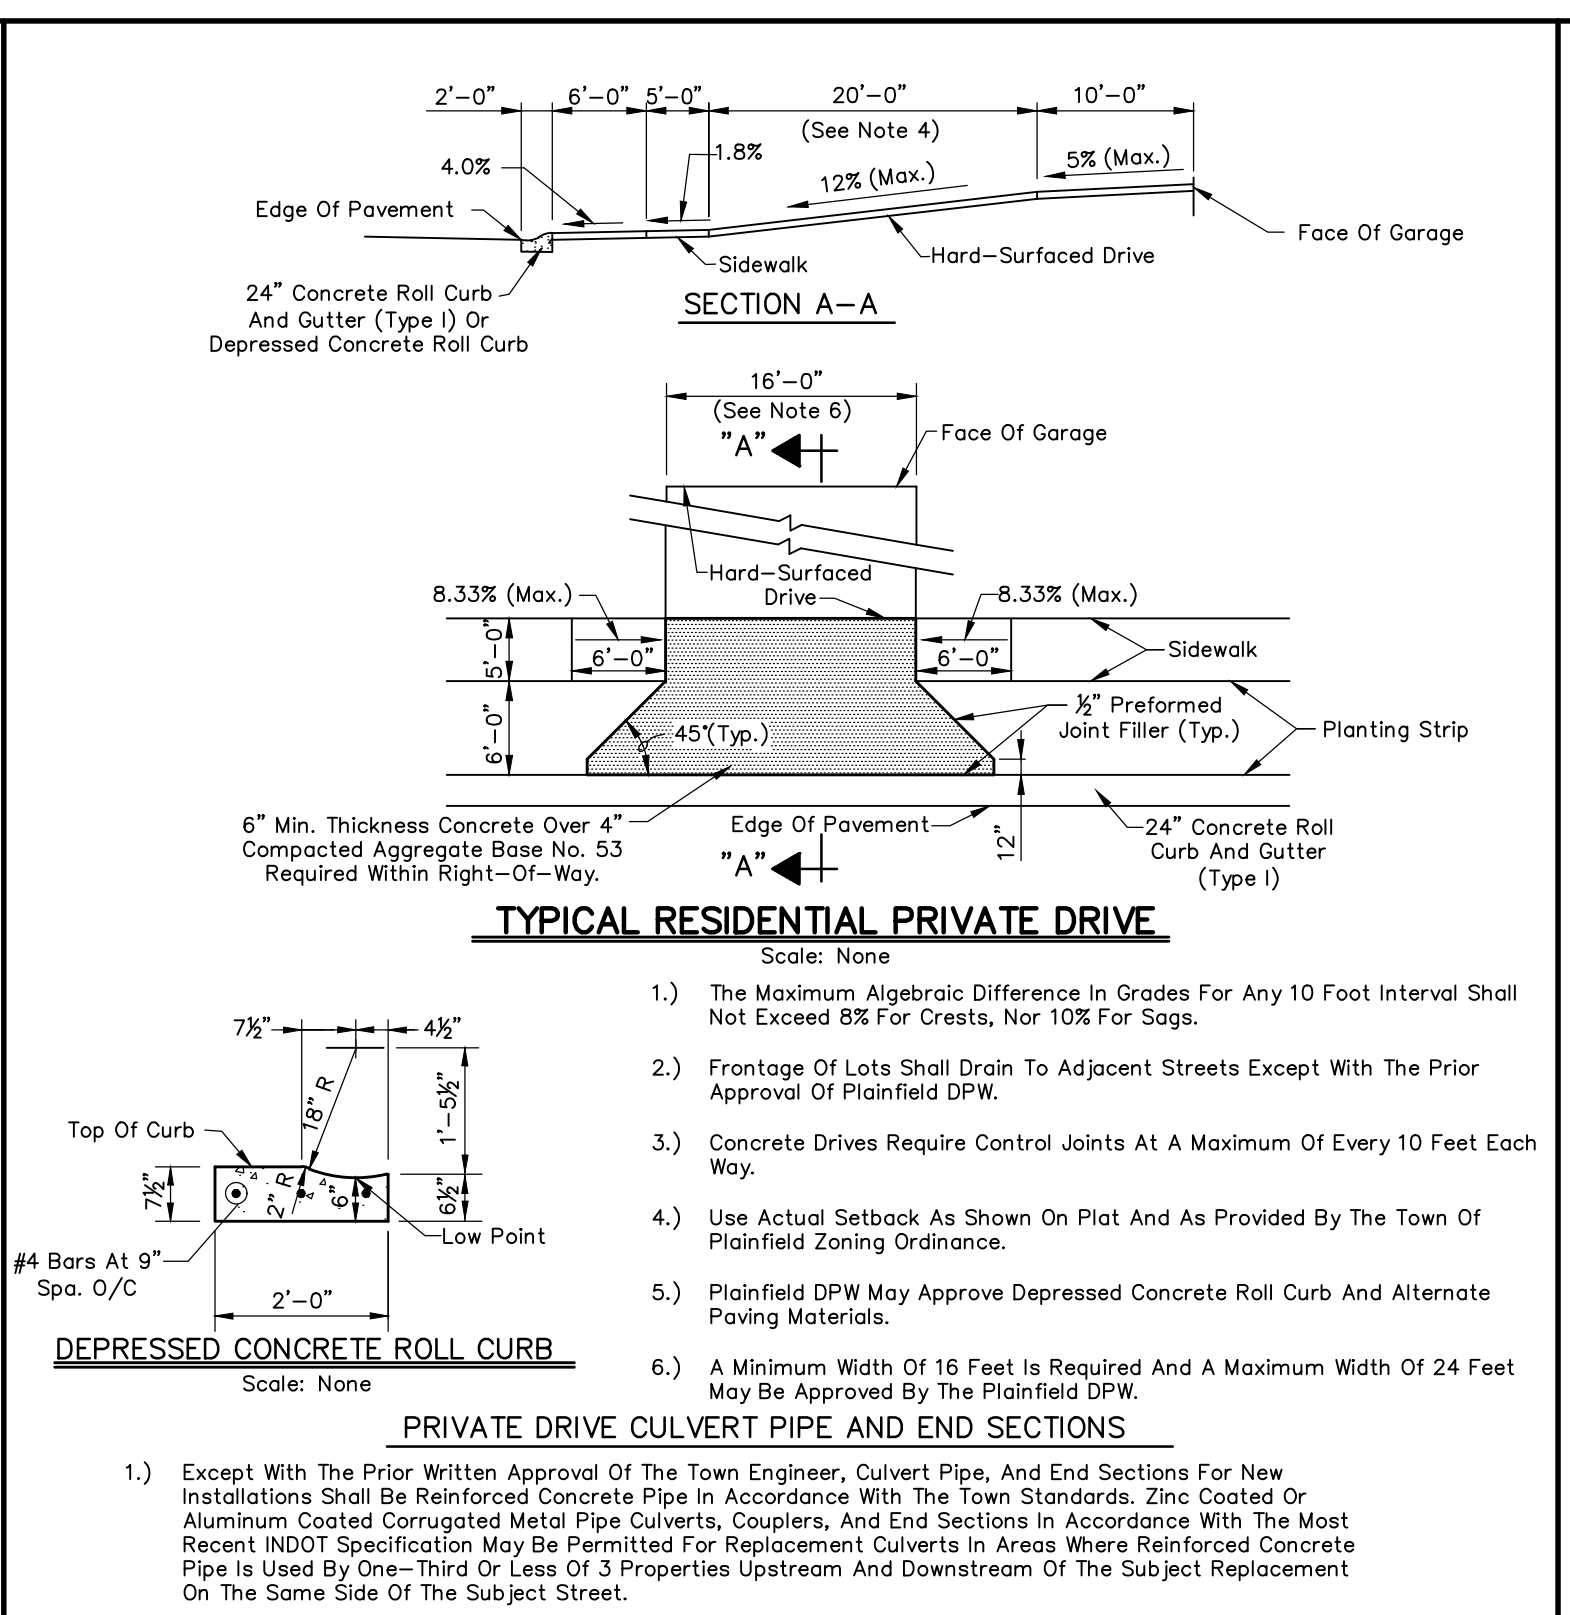 2'-0"
6'-0"
5'-0"
20'-0"
10'-0"
(See Note 4)
4.0%
1.8%
12% (Max.)
5% (Max.)
Edge Of Pavement
Face Of Garage
Sidewalk
Hard-Surfaced Drive
24" Concrete Roll Curb
And Gutter (Type I) Or
Depressed Concrete Roll Curb
SECTION A-A
16'-0"
(See Note 6)
"A"
Face Of Garage
Hard-Surfaced
Drive
8.33% (Max.)
8.33% (Max.)
5'-0"
6'-0"
6'-0"
Sidewalk
6'-0"
45°(Typ.)
½" Preformed
Joint Filler (Typ.)
Planting Strip
6" Min. Thickness Concrete Over 4"
Compacted Aggregate Base No. 53
Required Within Right-Of-Way.
Edge Of Pavement
12"
24" Concrete Roll
Curb And Gutter
(Type I)
"A"
TYPICAL RESIDENTIAL PRIVATE DRIVE
Scale: None
1.) The Maximum Algebraic Difference In Grades For Any 10 Foot Interval Shall
Not Exceed 8% For Crests, Nor 10% For Sags.
2.) Frontage Of Lots Shall Drain To Adjacent Streets Except With The Prior
Approval Of Plainfield DPW.
3.) Concrete Drives Require Control Joints At A Maximum Of Every 10 Feet Each
Way.
4.) Use Actual Setback As Shown On Plat And As Provided By The Town Of
Plainfield Zoning Ordinance.
5.) Plainfield DPW May Approve Depressed Concrete Roll Curb And Alternate
Paving Materials.
6.) A Minimum Width Of 16 Feet Is Required And A Maximum Width Of 24 Feet
May Be Approved By The Plainfield DPW.
7½"
4½"
18" R
1'-5½"
Top Of Curb
7½"
2" R
6"
6½"
Low Point
#4 Bars At 9"
Spa. O/C
2'-0"
DEPRESSED CONCRETE ROLL CURB
Scale: None
PRIVATE DRIVE CULVERT PIPE AND END SECTIONS
1.) Except With The Prior Written Approval Of The Town Engineer, Culvert Pipe, And End Sections For New
Installations Shall Be Reinforced Concrete Pipe In Accordance With The Town Standards. Zinc Coated Or
Aluminum Coated Corrugated Metal Pipe Culverts, Couplers, And End Sections In Accordance With The Most
Recent INDOT Specification May Be Permitted For Replacement Culverts In Areas Where Reinforced Concrete
Pipe Is Used By One-Third Or Less Of 3 Properties Upstream And Downstream Of The Subject Replacement
On The Same Side Of The Subject Street.